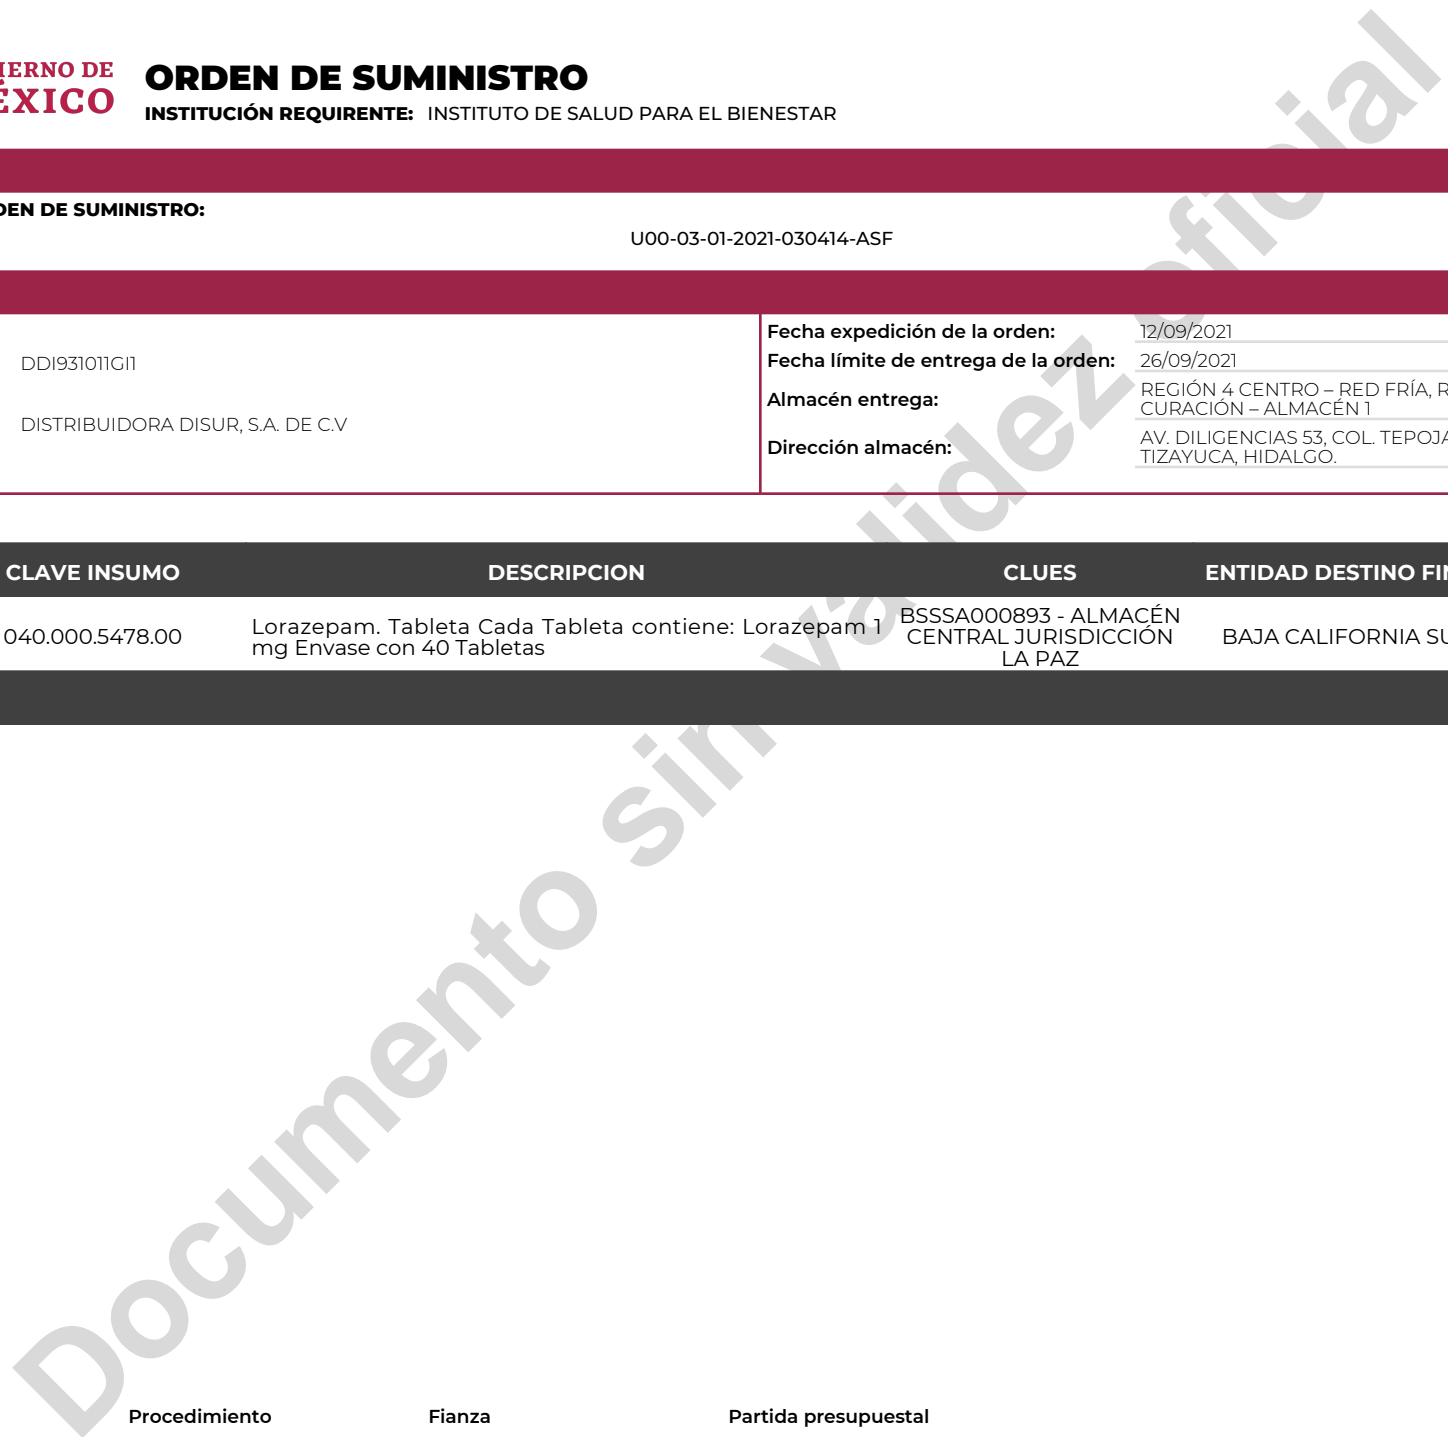 IERNO DE
ÉXICO
ORDEN DE SUMINISTRO
INSTITUCIÓN REQUIRENTE: INSTITUTO DE SALUD PARA EL BIENESTAR
DEN DE SUMINISTRO:
U00-03-01-2021-030414-ASF
DDI931011GI1
DISTRIBUIDORA DISUR, S.A. DE C.V
Fecha expedición de la orden: 12/09/2021
Fecha límite de entrega de la orden: 26/09/2021
Almacén entrega: REGIÓN 4 CENTRO – RED FRÍA, R
CURACIÓN – ALMACÉN 1
Dirección almacén: AV. DILIGENCIAS 53, COL. TEPOJA
TIZAYUCA, HIDALGO.
CLAVE INSUMO DESCRIPCION CLUES ENTIDAD DESTINO FIN
040.000.5478.00
Lorazepam. Tableta Cada Tableta contiene: Lorazepam 1
mg Envase con 40 Tabletas
BSSSA000893 - ALMACÉN
CENTRAL JURISDICCIÓN
LA PAZ
BAJA CALIFORNIA SU
Procedimiento Fianza Partida presupuestal
Documento sin validez oficial